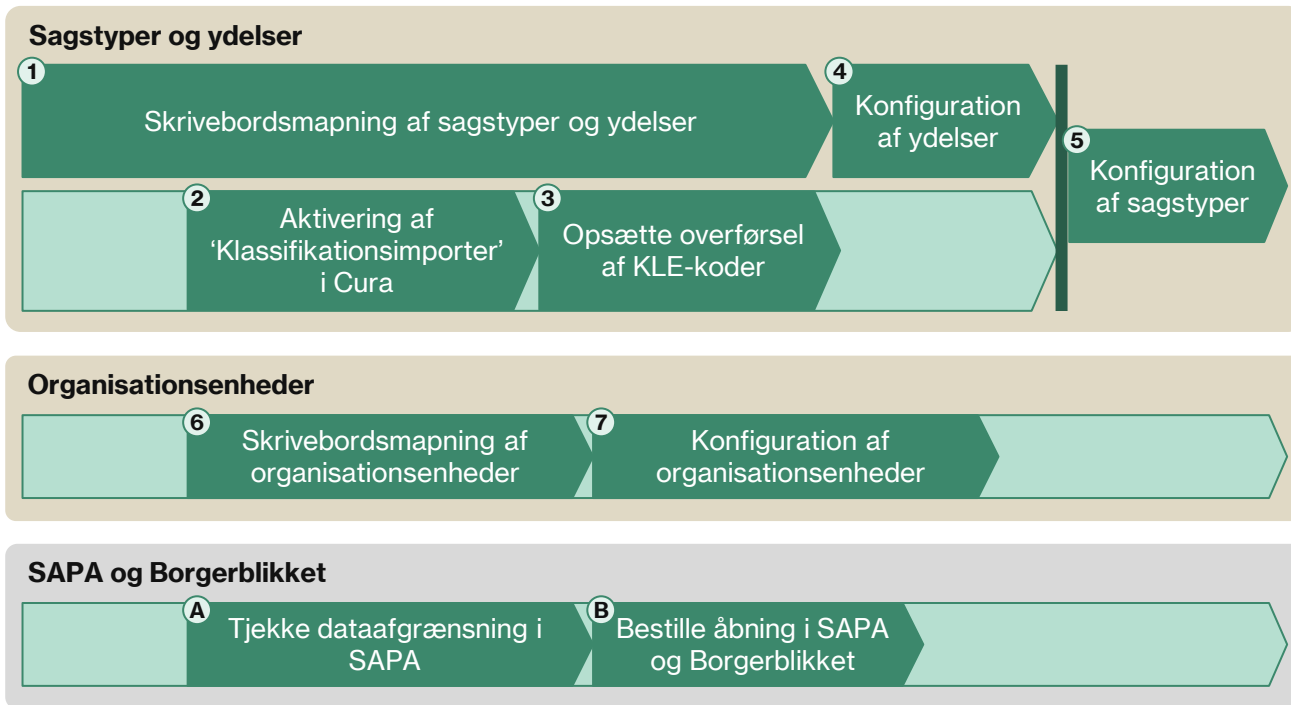 Sagstyper og ydelser
1
Skrivebordsmapning af sagstyper og ydelser
4
Konfiguration
af ydelser
5
Konfiguration
af sagstyper
2
Aktivering af
‘Klassifikationsimporter’
i Cura
3
Opsætte overførsel
af KLE-koder
Organisationsenheder
6
Skrivebordsmapning af
organisationsenheder
7
Konfiguration af
organisationsenheder
SAPA og Borgerblikket
A
Tjekke dataafgrænsning i
SAPA
B
Bestille åbning i SAPA
og Borgerblikket